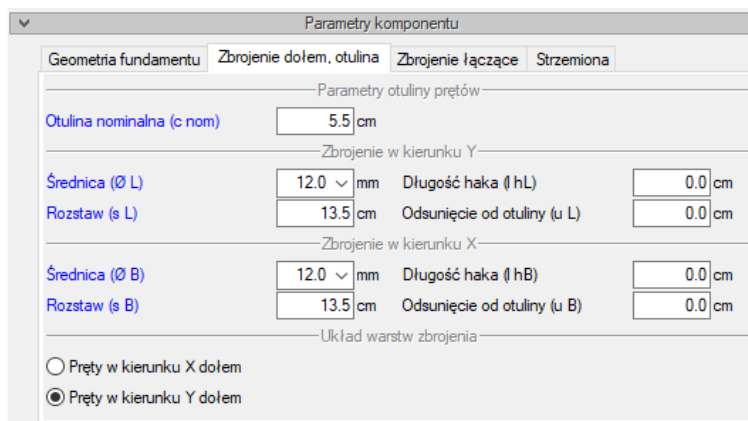 Parametry komponentu
Geometria fundamentu Zbrojenie dołem, otulina Zbrojenie łączące Strzemiona
Parametry otuliny prętów
Otulina nominalna (c nom) 5.5 cm
Zbrojenie w kierunku Y
Średnica (Ø L) 12.0 mm Długość haka (l hL) 0.0 cm
Rozstaw (s L) 13.5 cm Odsunięcie od otuliny (u L) 0.0 cm
Zbrojenie w kierunku X
Średnica (Ø B) 12.0 mm Długość haka (l hB) 0.0 cm
Rozstaw (s B) 13.5 cm Odsunięcie od otuliny (u B) 0.0 cm
Układ warstw zbrojenia
Pręty w kierunku X dołem
Pręty w kierunku Y dołem